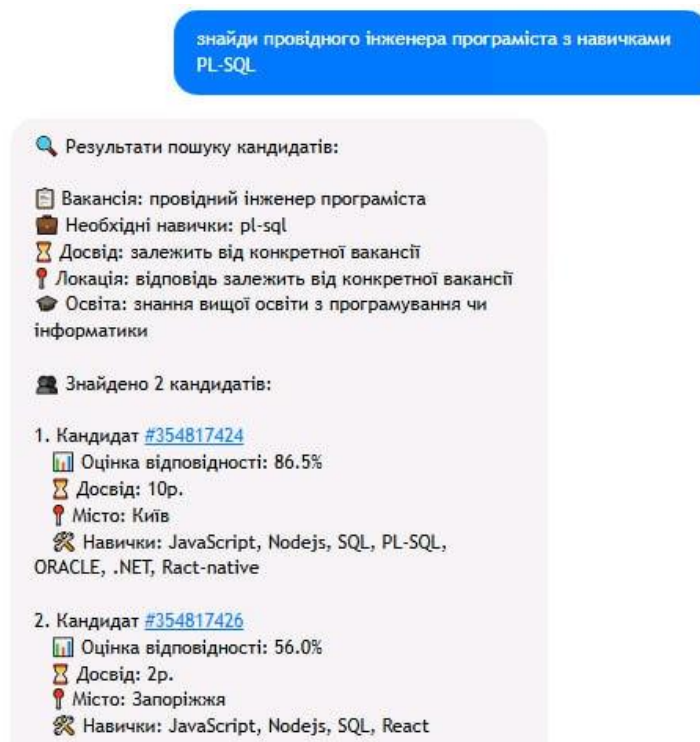 знайди провідного інженера програміста з навичками
PL-SQL
🔍 Результати пошуку кандидатів:
📋 Вакансія: провідний інженер програміста
💼 Необхідні навички: pl-sql
⏳ Досвід: залежить від конкретної вакансії
📍 Локація: відповідь залежить від конкретної вакансії
🎓 Освіта: знання вищої освіти з програмування чи
інформатики
👥 Знайдено 2 кандидатів:
1. Кандидат #354817424
📊 Оцінка відповідності: 86.5%
⏳ Досвід: 10р.
📍 Місто: Київ
🛠 Навички: JavaScript, Nodejs, SQL, PL-SQL,
ORACLE, .NET, Ract-native
2. Кандидат #354817426
📊 Оцінка відповідності: 56.0%
⏳ Досвід: 2р.
📍 Місто: Запоріжжя
🛠 Навички: JavaScript, Nodejs, SQL, React